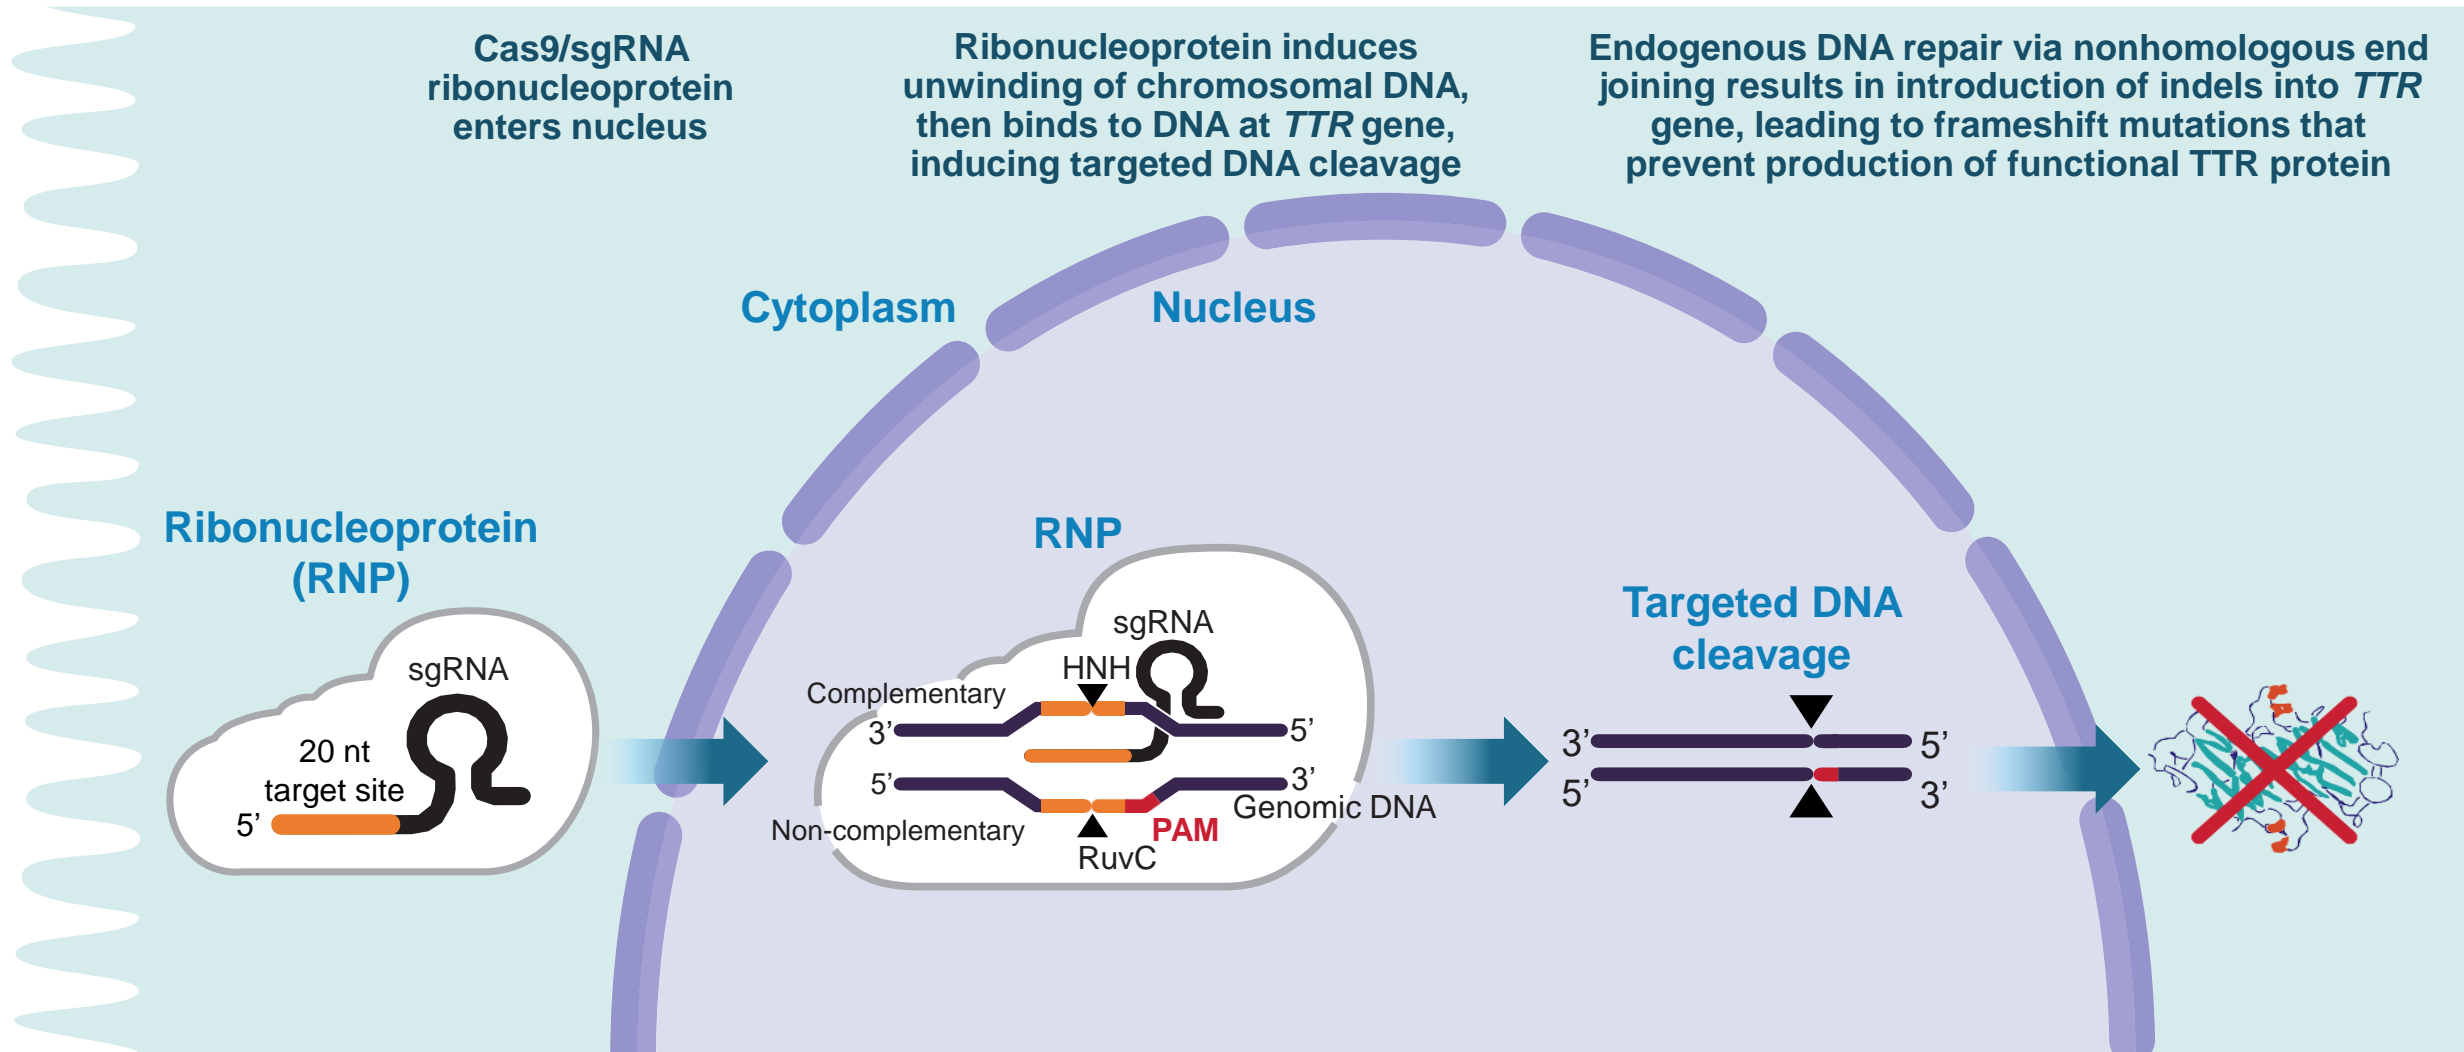 Cas9/sgRNA
ribonucleoprotein
enters nucleus
Ribonucleoprotein induces
unwinding of chromosomal DNA,
then binds to DNA at TTR gene,
inducing targeted DNA cleavage
Endogenous DNA repair via nonhomologous end
joining results in introduction of indels into TTR
gene, leading to frameshift mutations that
prevent production of functional TTR protein
Cytoplasm
Nucleus
Ribonucleoprotein
(RNP)
sgRNA
20 nt
target site
5’
RNP
sgRNA
HNH
Complementary
3’
5’
5’
3’
Genomic DNA
Non-complementary
PAM
RuvC
Targeted DNA
cleavage
3’
5’
5’
3’